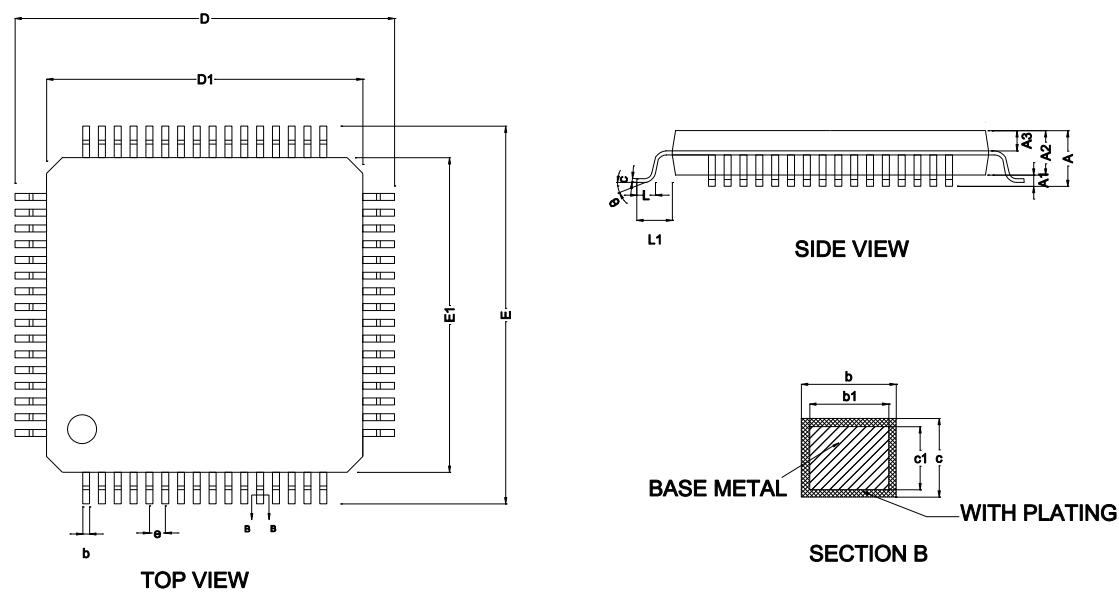 D
D1
E1
E
b
e
B B
TOP VIEW
A3
A2
A
A1
c
θ
L
L1
SIDE VIEW
b
b1
c1
c
BASE METAL
WITH PLATING
SECTION B